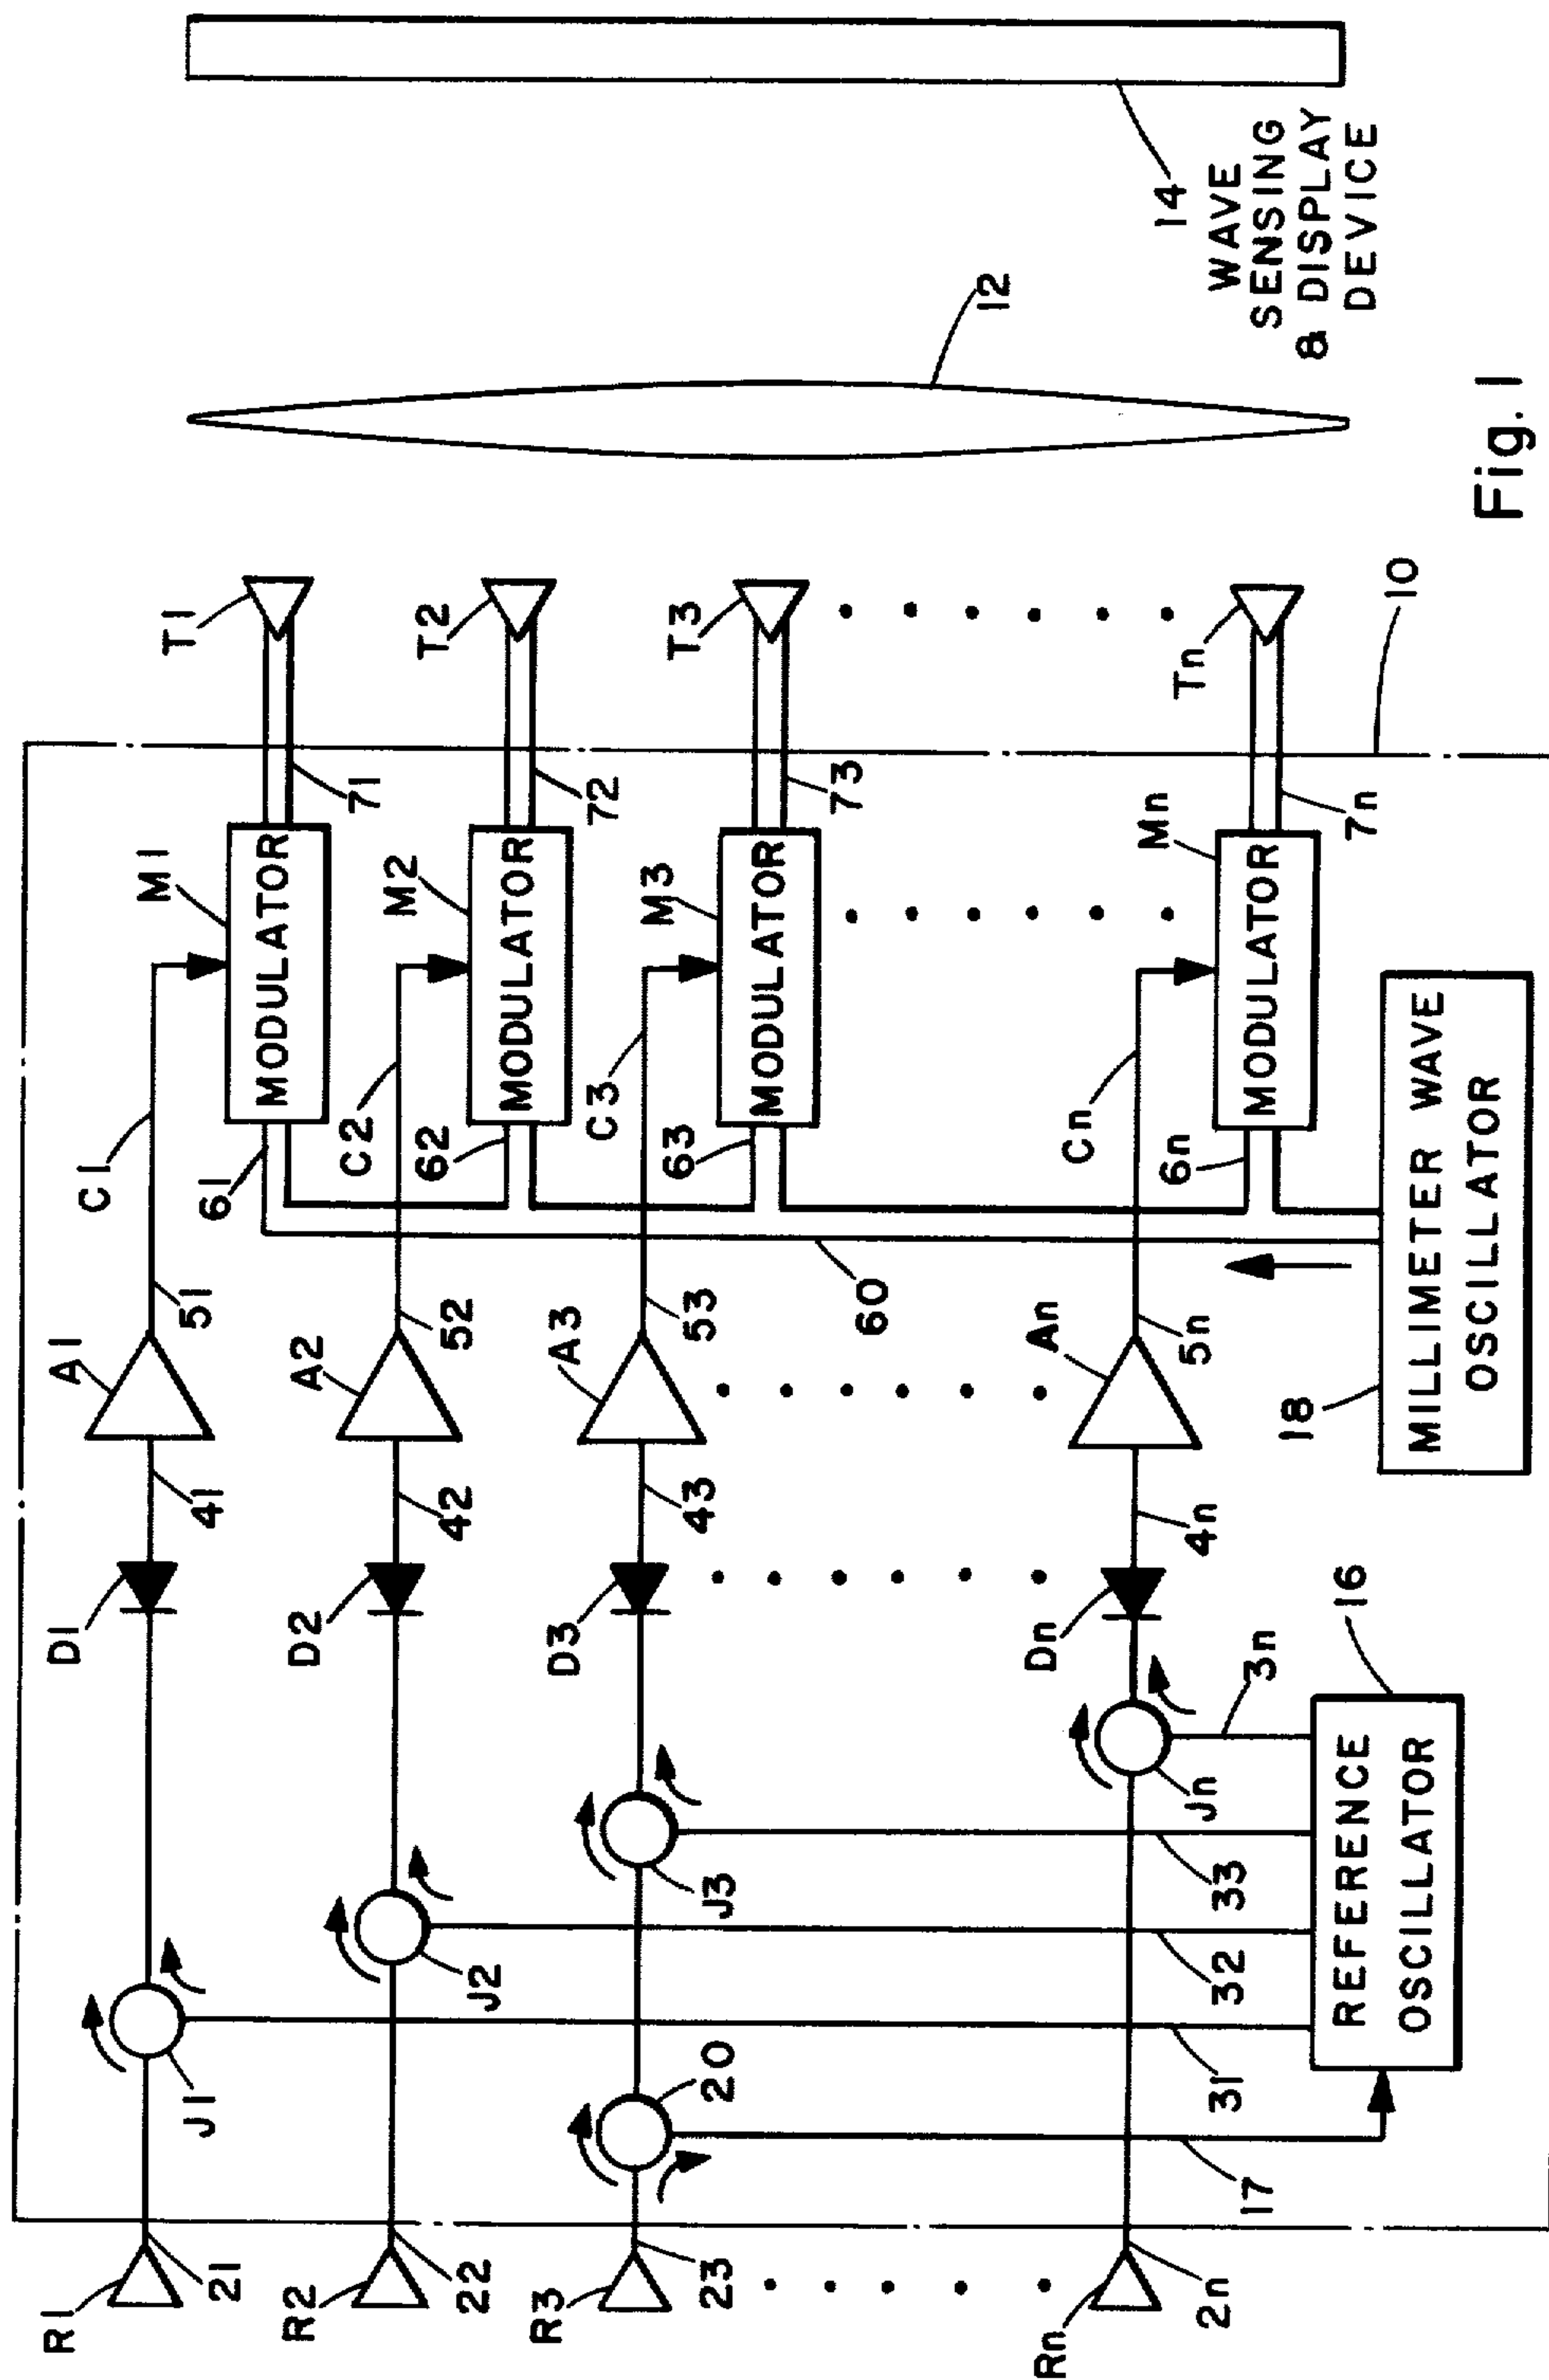 R1
21
J1
D1
41
A1
51
C1
61
M1
MODULATOR
71
T1
R2
22
J2
D2
42
A2
52
C2
62
M2
MODULATOR
72
T2
R3
23
20
J3
D3
43
A3
53
C3
63
M3
MODULATOR
73
T3
Rn
2n
Jn
Dn
4n
An
5n
Cn
6n
Mn
MODULATOR
7n
Tn
17
31
32
33
3n
16
REFERENCE
OSCILLATOR
60
18
MILLIMETER WAVE
OSCILLATOR
10
12
14
WAVE
SENSING
& DISPLAY
DEVICE
Fig. 1